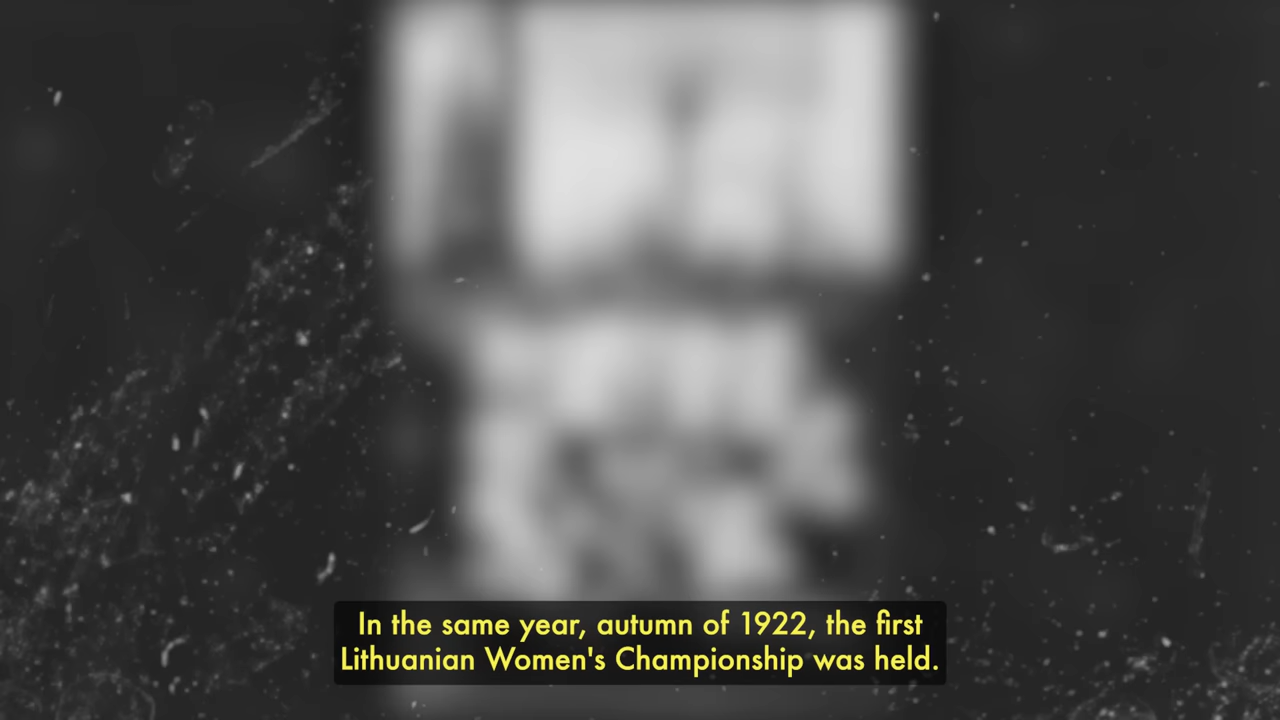 In the same year, autumn of 1922, the first
Lithuanian Women's Championship was held.